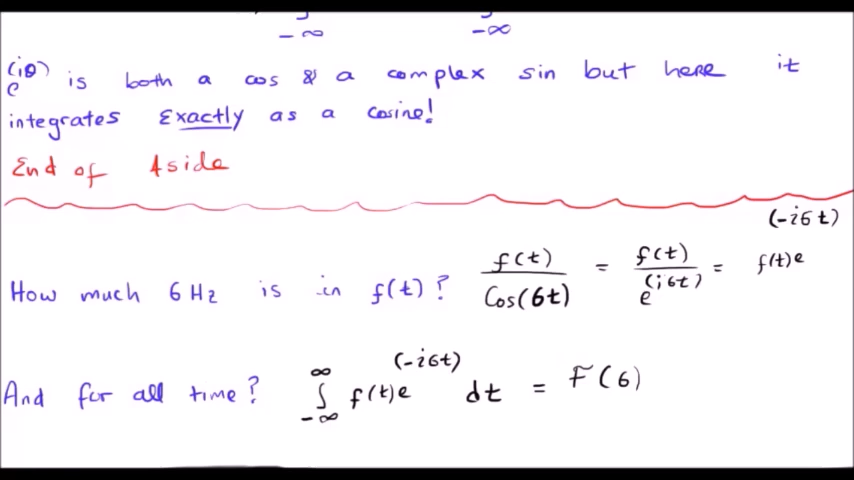 -∞ -∞
e^(iθ) is both a cos & a complex sin but here it
integrates Exactly as a cosine!
End of Aside
How much 6 Hz is in f(t)? f(t)/Cos(6t) = f(t)/e^(i6t) = f(t)e^(-i6t)
And for all time? ∫_-∞^∞ f(t)e^(-i6t) dt = F(6)